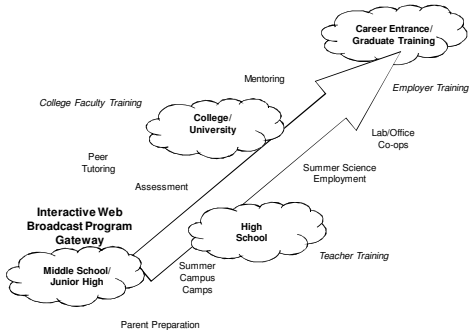 Career Entrance/
Graduate Training
Mentoring
Employer Training
College Faculty Training
College/
University
Lab/Office
Co-ops
Peer
Tutoring
Summer Science
Employment
Assessment
Interactive Web
Broadcast Program
Gateway
High
School
Teacher Training
Middle School/
Junior High
Summer
Campus
Camps
Parent Preparation